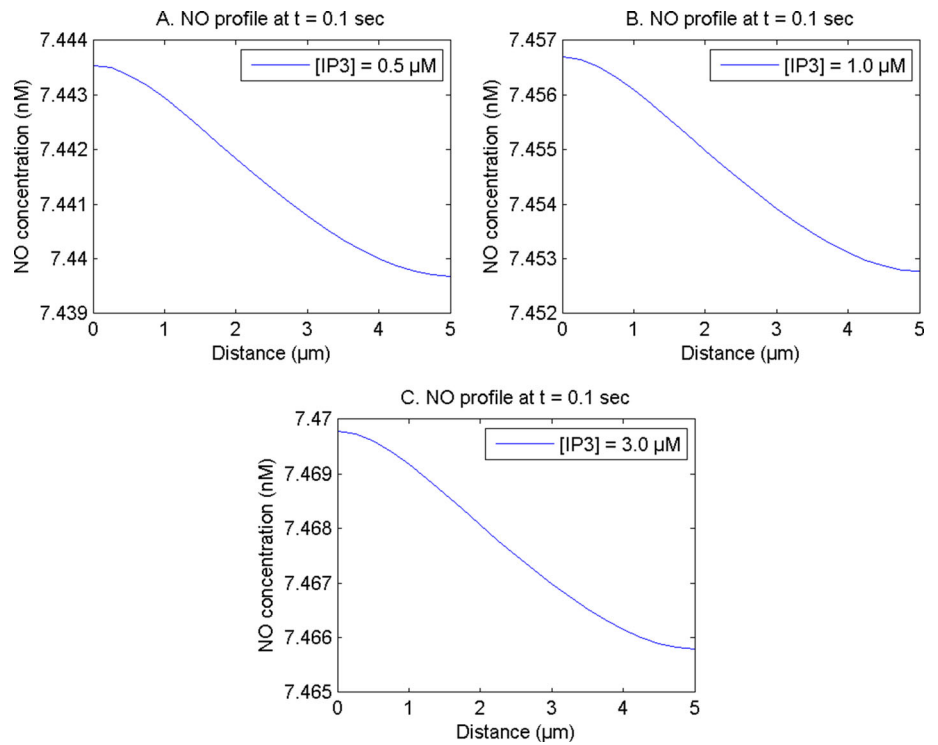 A. NO profile at t = 0.1 sec
7.444
7.443
7.442
7.441
7.44
7.439
NO concentration (nM)
[IP3] = 0.5 µM
0 1 2 3 4 5
Distance (µm)
B. NO profile at t = 0.1 sec
7.457
7.456
7.455
7.454
7.453
7.452
NO concentration (nM)
[IP3] = 1.0 µM
0 1 2 3 4 5
Distance (µm)
C. NO profile at t = 0.1 sec
7.47
7.469
7.468
7.467
7.466
7.465
NO concentration (nM)
[IP3] = 3.0 µM
0 1 2 3 4 5
Distance (µm)